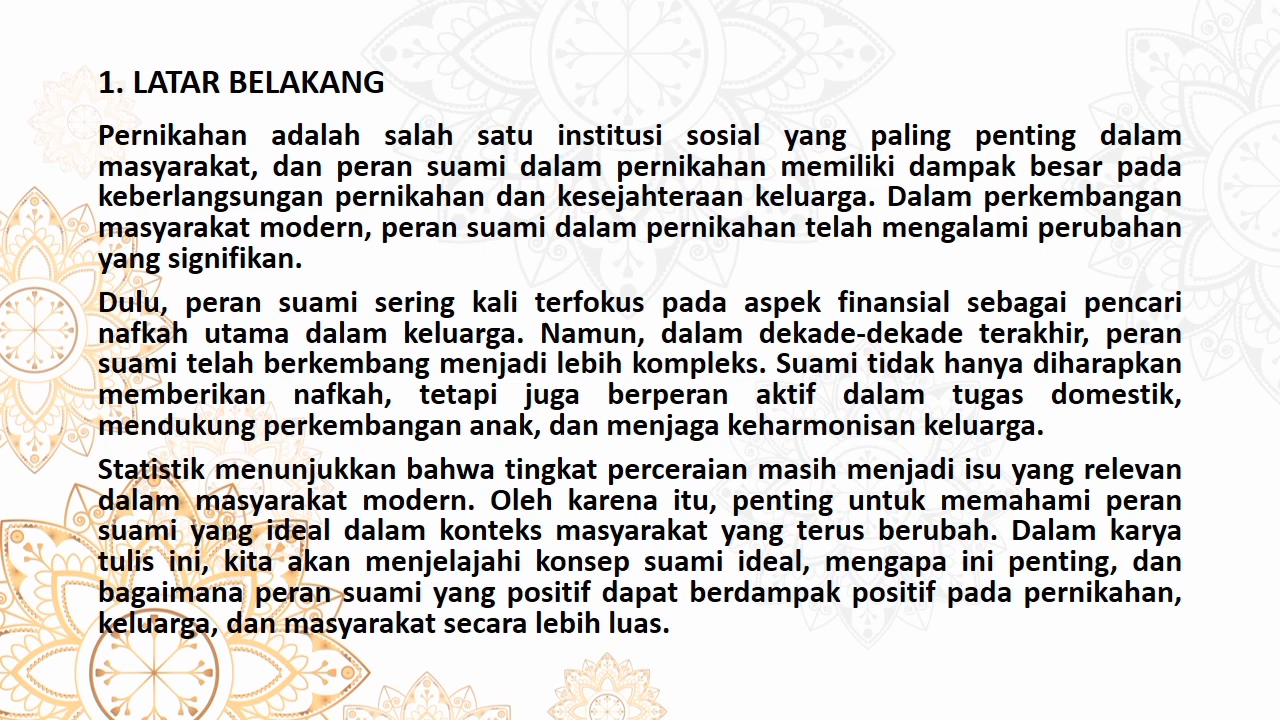 1. LATAR BELAKANG
Pernikahan adalah salah satu institusi sosial yang paling penting dalam
masyarakat, dan peran suami dalam pernikahan memiliki dampak besar pada
keberlangsungan pernikahan dan kesejahteraan keluarga. Dalam perkembangan
masyarakat modern, peran suami dalam pernikahan telah mengalami perubahan
yang signifikan.
Dulu, peran suami sering kali terfokus pada aspek finansial sebagai pencari
nafkah utama dalam keluarga. Namun, dalam dekade-dekade terakhir, peran
suami telah berkembang menjadi lebih kompleks. Suami tidak hanya diharapkan
memberikan nafkah, tetapi juga berperan aktif dalam tugas domestik,
mendukung perkembangan anak, dan menjaga keharmonisan keluarga.
Statistik menunjukkan bahwa tingkat perceraian masih menjadi isu yang relevan
dalam masyarakat modern. Oleh karena itu, penting untuk memahami peran
suami yang ideal dalam konteks masyarakat yang terus berubah. Dalam karya
tulis ini, kita akan menjelajahi konsep suami ideal, mengapa ini penting, dan
bagaimana peran suami yang positif dapat berdampak positif pada pernikahan,
keluarga, dan masyarakat secara lebih luas.